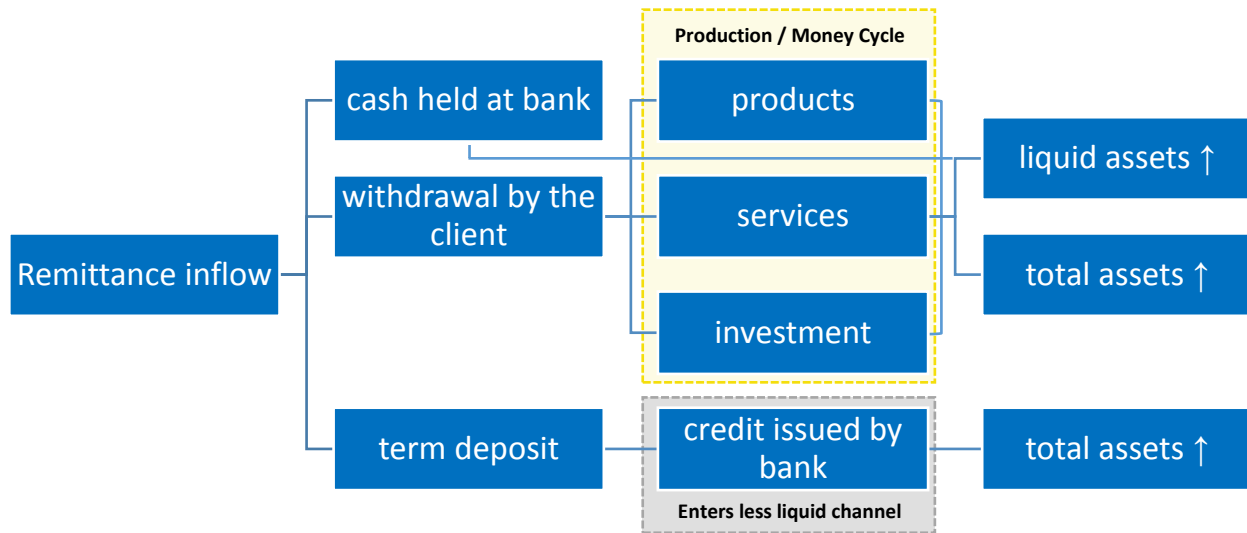 Production / Money Cycle
cash held at bank
products
liquid assets ↑
withdrawal by the
client
services
Remittance inflow
total assets ↑
investment
term deposit
credit issued by
bank
total assets ↑
Enters less liquid channel